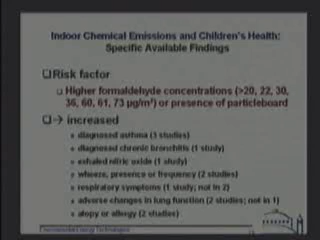 Indoor Chemical Emissions and Children's Health:
Specific Available Findings
❑Risk factor
❑ Higher formaldehyde concentrations (>20, 22, 30,
36, 60, 61, 73 µg/m³) or presence of particleboard
❑→ increased
• diagnosed asthma (3 studies)
• diagnosed chronic bronchitis (1 study)
• exhaled nitric oxide (1 study)
• wheeze, presence or frequency (2 studies)
• respiratory symptoms (1 study; not in 2)
• adverse changes in lung function (2 studies; not in 1)
• atopy or allergy (2 studies)
Environmental Energy Technologies